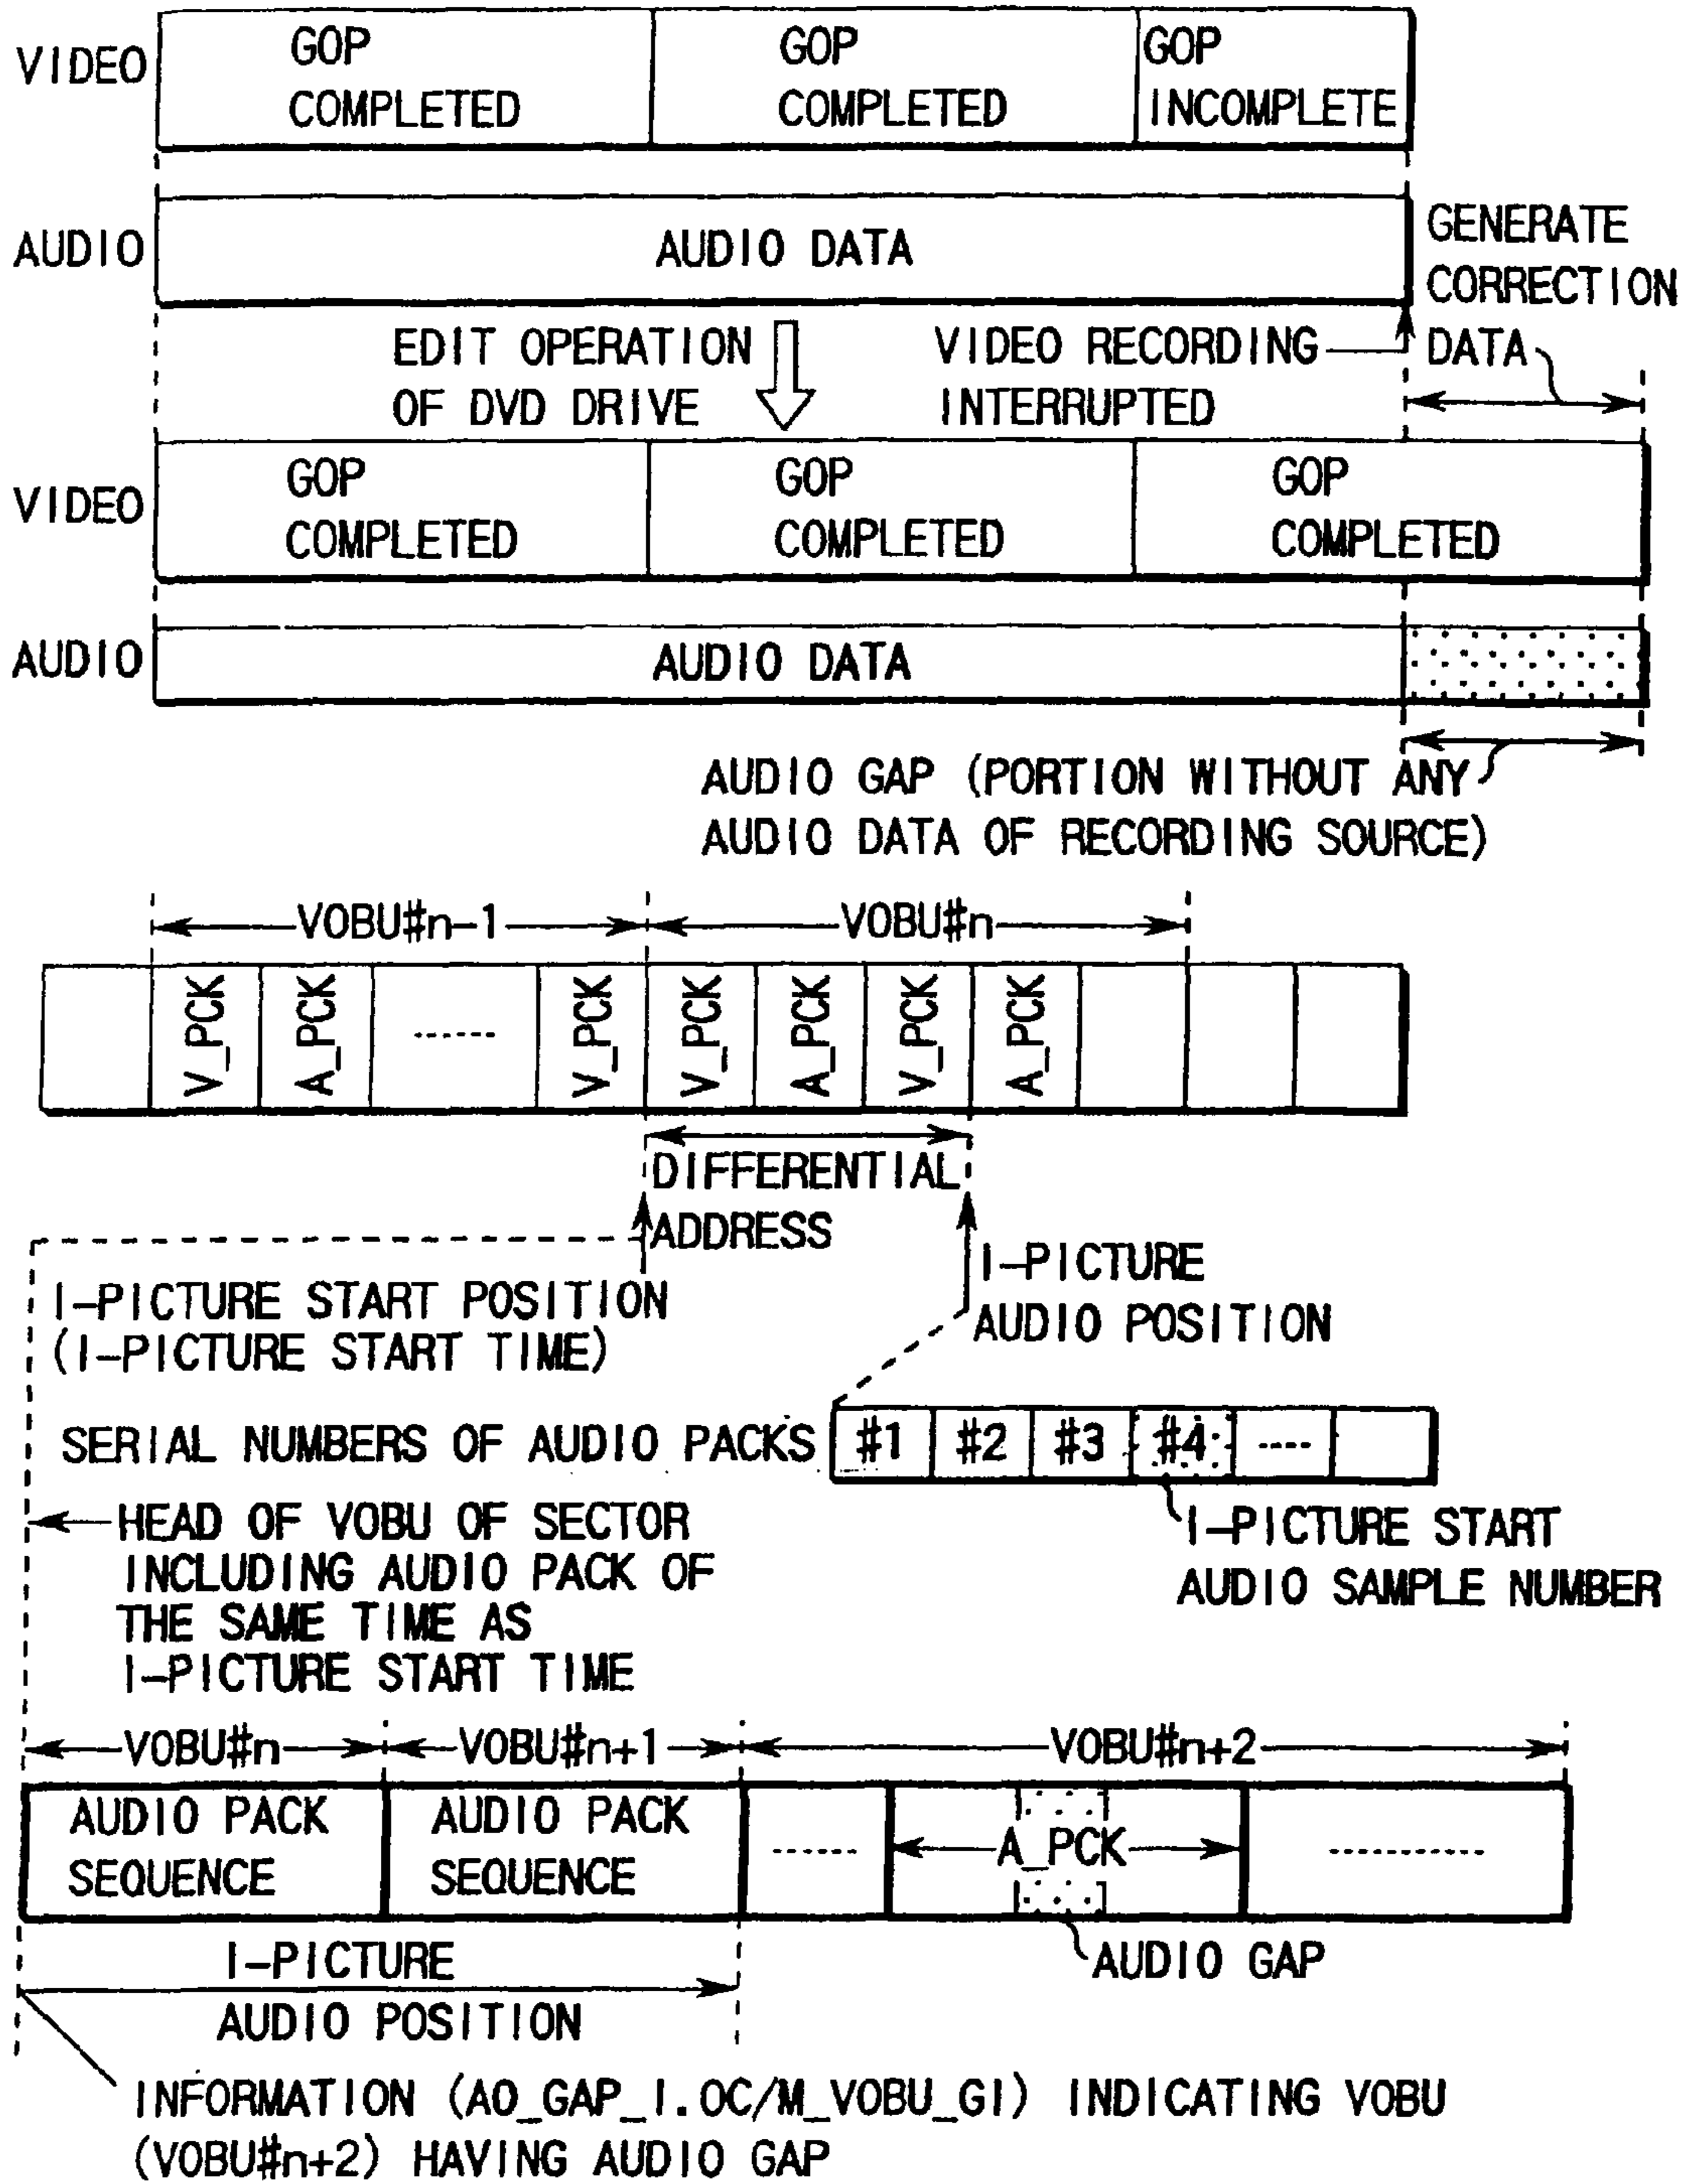 VIDEO
GOP
COMPLETED
GOP
COMPLETED
GOP
INCOMPLETE
AUDIO
AUDIO DATA
GENERATE
CORRECTION
DATA
EDIT OPERATION
OF DVD DRIVE
VIDEO RECORDING
INTERRUPTED
VIDEO
GOP
COMPLETED
GOP
COMPLETED
GOP
COMPLETED
AUDIO
AUDIO DATA
AUDIO GAP (PORTION WITHOUT ANY
AUDIO DATA OF RECORDING SOURCE)
VOBU#n-1
VOBU#n
V_PCK
A_PCK
------
V_PCK
V_PCK
A_PCK
V_PCK
A_PCK
DIFFERENTIAL
ADDRESS
I-PICTURE START POSITION
(I-PICTURE START TIME)
I-PICTURE
AUDIO POSITION
SERIAL NUMBERS OF AUDIO PACKS
#1
#2
#3
#4
----
I-PICTURE START
AUDIO SAMPLE NUMBER
HEAD OF VOBU OF SECTOR
INCLUDING AUDIO PACK OF
THE SAME TIME AS
I-PICTURE START TIME
VOBU#n
VOBU#n+1
VOBU#n+2
AUDIO PACK
SEQUENCE
AUDIO PACK
SEQUENCE
------
A_PCK
-----------
AUDIO GAP
I-PICTURE
AUDIO POSITION
INFORMATION (A0_GAP_I.OC/M_VOBU_GI) INDICATING VOBU
(VOBU#n+2) HAVING AUDIO GAP